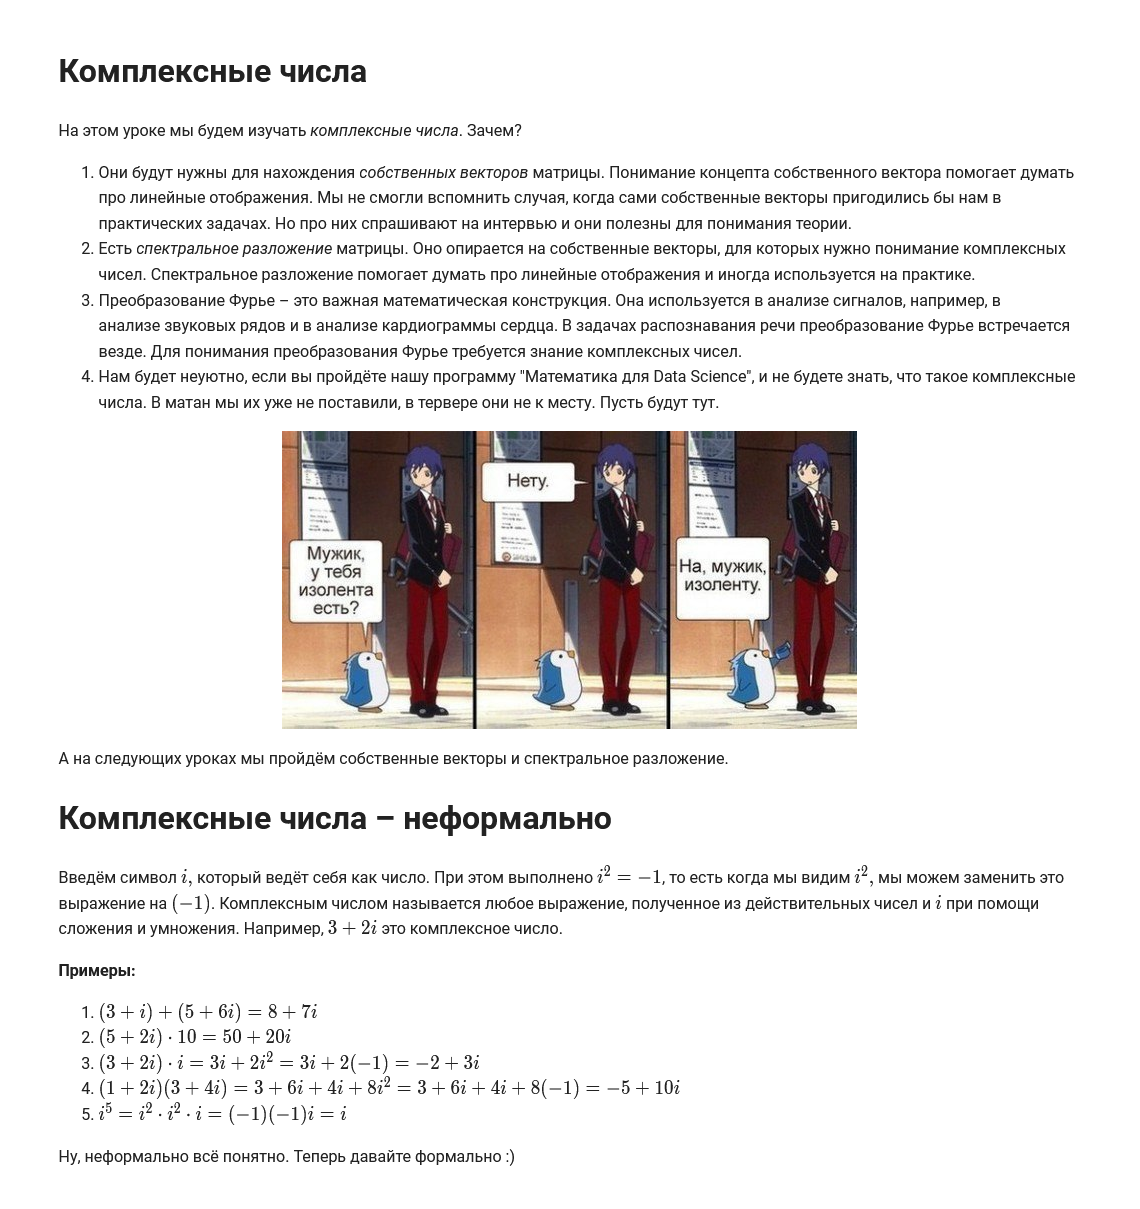 Комплексные числа
На этом уроке мы будем изучать комплексные числа. Зачем?
1. Они будут нужны для нахождения собственных векторов матрицы. Понимание концепта собственного вектора помогает думать
про линейные отображения. Мы не смогли вспомнить случая, когда сами собственные векторы пригодились бы нам в
практических задачах. Но про них спрашивают на интервью и они полезны для понимания теории.
2. Есть спектральное разложение матрицы. Оно опирается на собственные векторы, для которых нужно понимание комплексных
чисел. Спектральное разложение помогает думать про линейные отображения и иногда используется на практике.
3. Преобразование Фурье – это важная математическая конструкция. Она используется в анализе сигналов, например, в
анализе звуковых рядов и в анализе кардиограммы сердца. В задачах распознавания речи преобразование Фурье встречается
везде. Для понимания преобразования Фурье требуется знание комплексных чисел.
4. Нам будет неуютно, если вы пройдёте нашу программу "Математика для Data Science", и не будете знать, что такое комплексные
числа. В матан мы их уже не поставили, в тервере они не к месту. Пусть будут тут.
Мужик,
у тебя
изолента
есть?
Нету.
На, мужик,
изоленту.
А на следующих уроках мы пройдём собственные векторы и спектральное разложение.
Комплексные числа – неформально
Введём символ i, который ведёт себя как число. При этом выполнено i² = −1, то есть когда мы видим i², мы можем заменить это
выражение на (−1). Комплексным числом называется любое выражение, полученное из действительных чисел и i при помощи
сложения и умножения. Например, 3 + 2i это комплексное число.
Примеры:
1. (3 + i) + (5 + 6i) = 8 + 7i
2. (5 + 2i) · 10 = 50 + 20i
3. (3 + 2i) · i = 3i + 2i² = 3i + 2(−1) = −2 + 3i
4. (1 + 2i)(3 + 4i) = 3 + 6i + 4i + 8i² = 3 + 6i + 4i + 8(−1) = −5 + 10i
5. i⁵ = i² · i² · i = (−1)(−1)i = i
Ну, неформально всё понятно. Теперь давайте формально :)